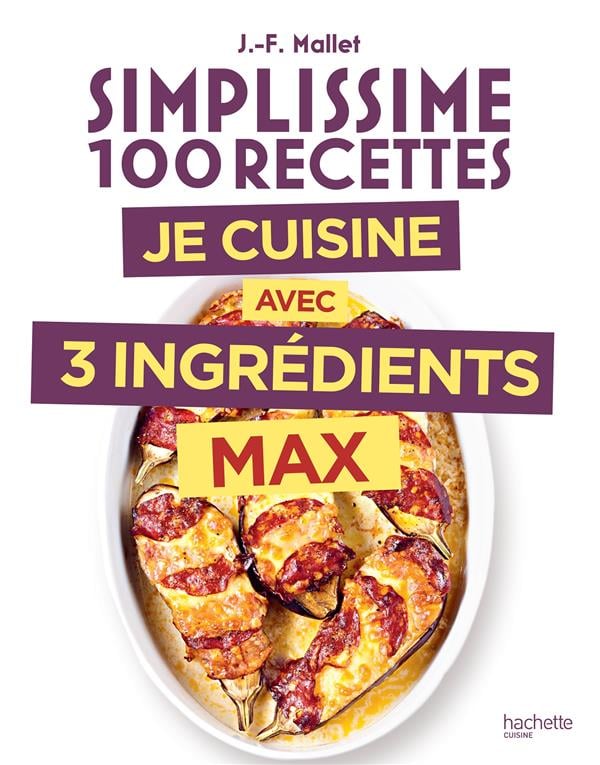 J.-F. Mallet
SIMPLISSIME
100 RECETTES
JE CUISINE
AVEC
3 INGRÉDIENTS
MAX
hachette
CUISINE